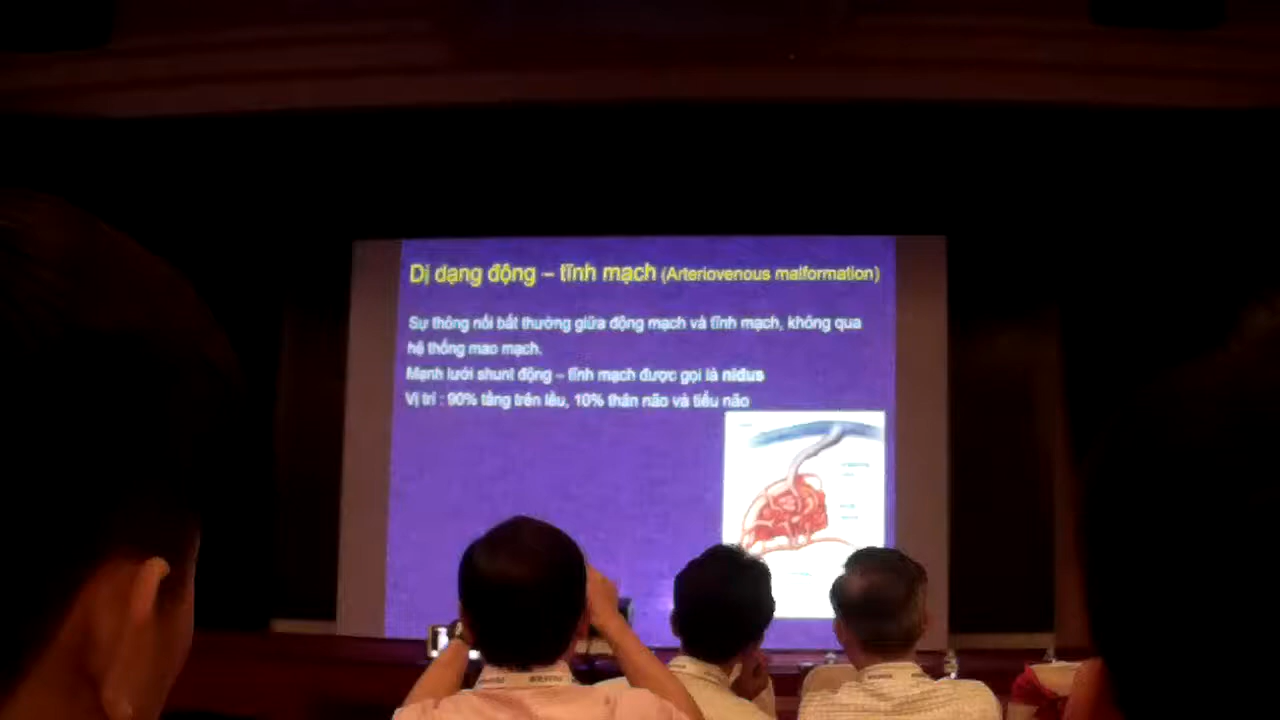 Dị dạng động – tĩnh mạch (Arteriovenous malformation)
Sự thông nối bất thường giữa động mạch và tĩnh mạch, không qua
hệ thống mao mạch.
Mạnh lưới shunt động – tĩnh mạch được gọi là nidus
Vị trí : 90% tầng trên lều, 10% thân não và tiểu não